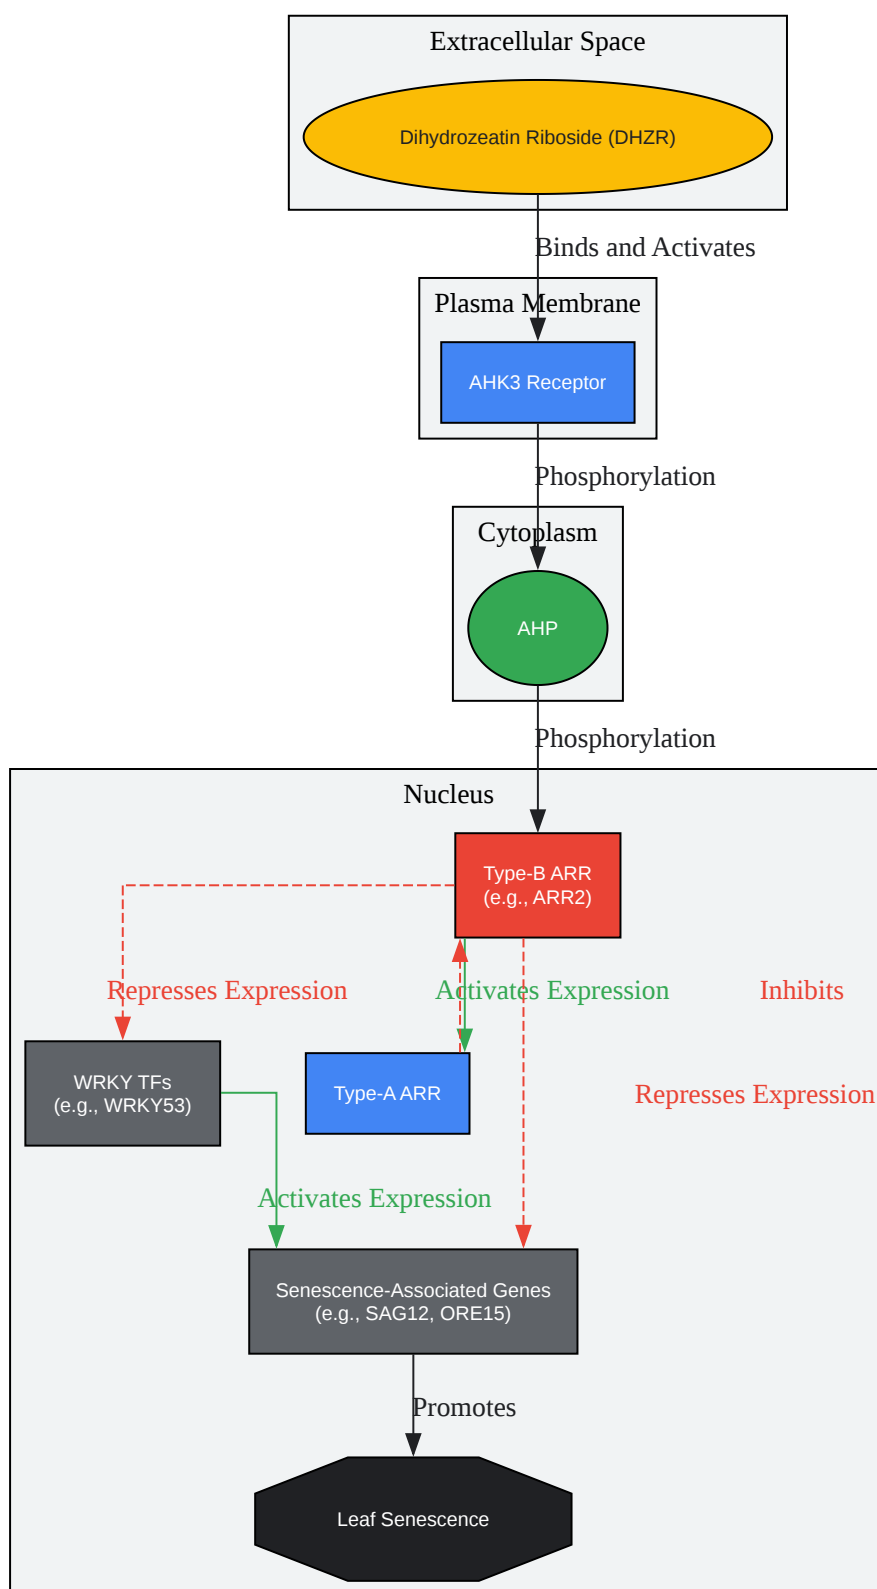 Extracellular Space
Dihydrozeatin Riboside (DHZR)
Binds and Activates
Plasma Membrane
AHK3 Receptor
Phosphorylation
Cytoplasm
AHP
Phosphorylation
Nucleus
Type-B ARR
(e.g., ARR2)
Represses Expression
Activates Expression
Inhibits
WRKY TFs
(e.g., WRKY53)
Type-A ARR
Represses Expression
Activates Expression
Senescence-Associated Genes
(e.g., SAG12, ORE15)
Promotes
Leaf Senescence